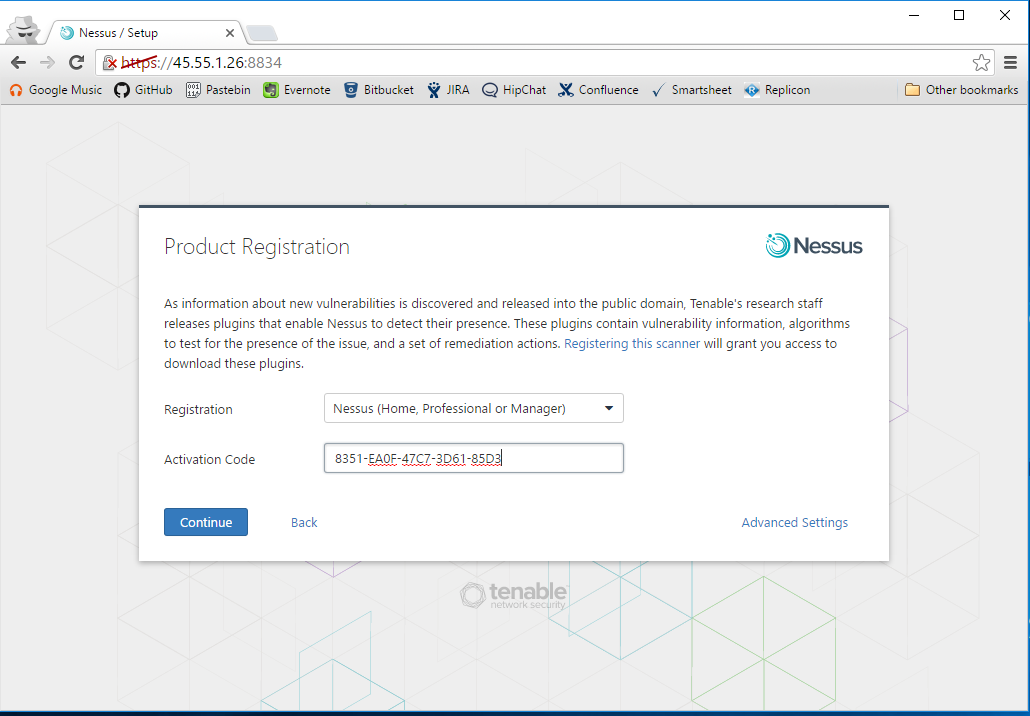 Nessus / Setup
https://45.55.1.26:8834
Google Music GitHub Pastebin Evernote Bitbucket JIRA HipChat Confluence Smartsheet Replicon Other bookmarks
Product Registration
Nessus
As information about new vulnerabilities is discovered and released into the public domain, Tenable's research staff
releases plugins that enable Nessus to detect their presence. These plugins contain vulnerability information, algorithms
to test for the presence of the issue, and a set of remediation actions. Registering this scanner will grant you access to
download these plugins.
Registration Nessus (Home, Professional or Manager)
Activation Code 8351-EA0F-47C7-3D61-85D3
Continue Back Advanced Settings
tenable
network security